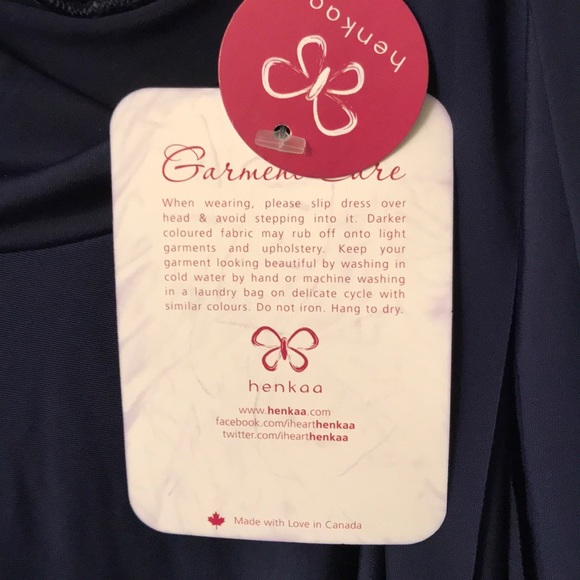 henkaa
Garment Care
When wearing, please slip dress over
head & avoid stepping into it. Darker
coloured fabric may rub off onto light
garments and upholstery. Keep your
garment looking beautiful by washing in
cold water by hand or machine washing
in a laundry bag on delicate cycle with
similar colours. Do not iron. Hang to dry.
henkaa
www.henkaa.com
facebook.com/ihearthenkaa
twitter.com/ihearthenkaa
Made with Love in Canada